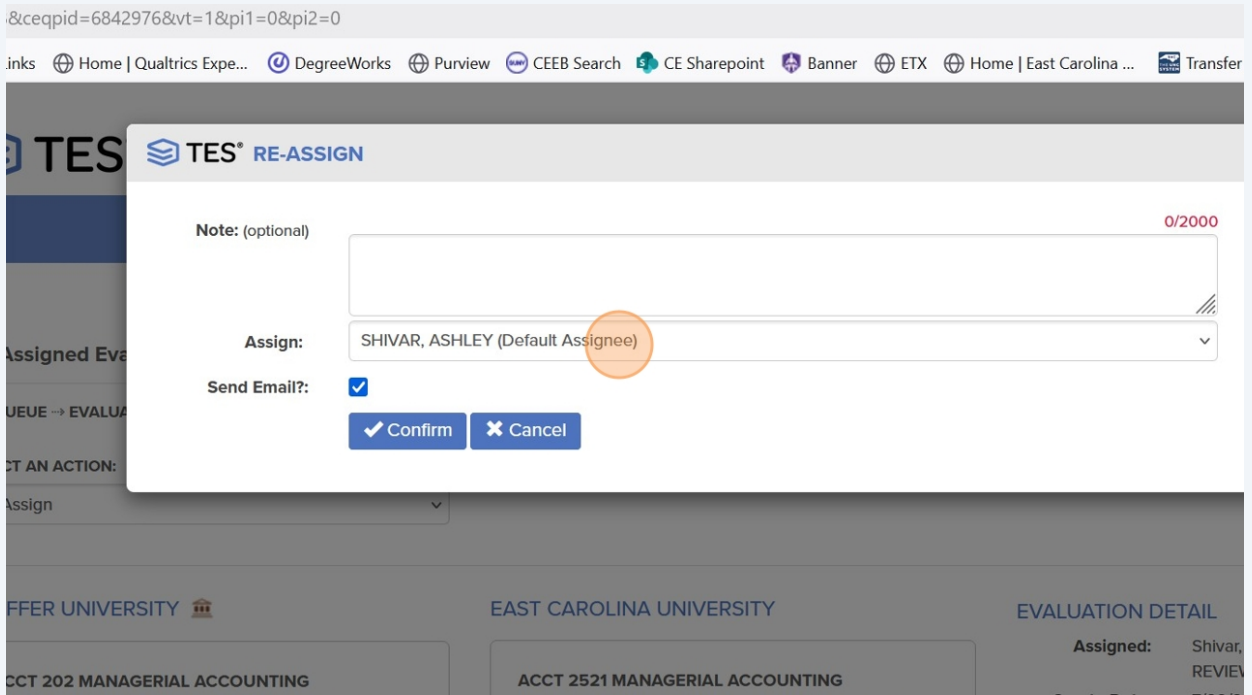 &ceqpid=6842976&vt=1&pi1=0&pi2=0
inks Home | Qualtrics Expe... DegreeWorks Purview CEEB Search CE Sharepoint Banner ETX Home | East Carolina ... Transfer
TES
TES® RE-ASSIGN
Note: (optional)
0/2000
Assign: SHIVAR, ASHLEY (Default Assignee)
Assigned Eva
Send Email?:
UEUE ⇢ EVALUA
Confirm Cancel
CT AN ACTION:
Assign
FFER UNIVERSITY EAST CAROLINA UNIVERSITY EVALUATION DETAIL
Assigned: Shivar,
REVIEW
CCT 202 MANAGERIAL ACCOUNTING ACCT 2521 MANAGERIAL ACCOUNTING